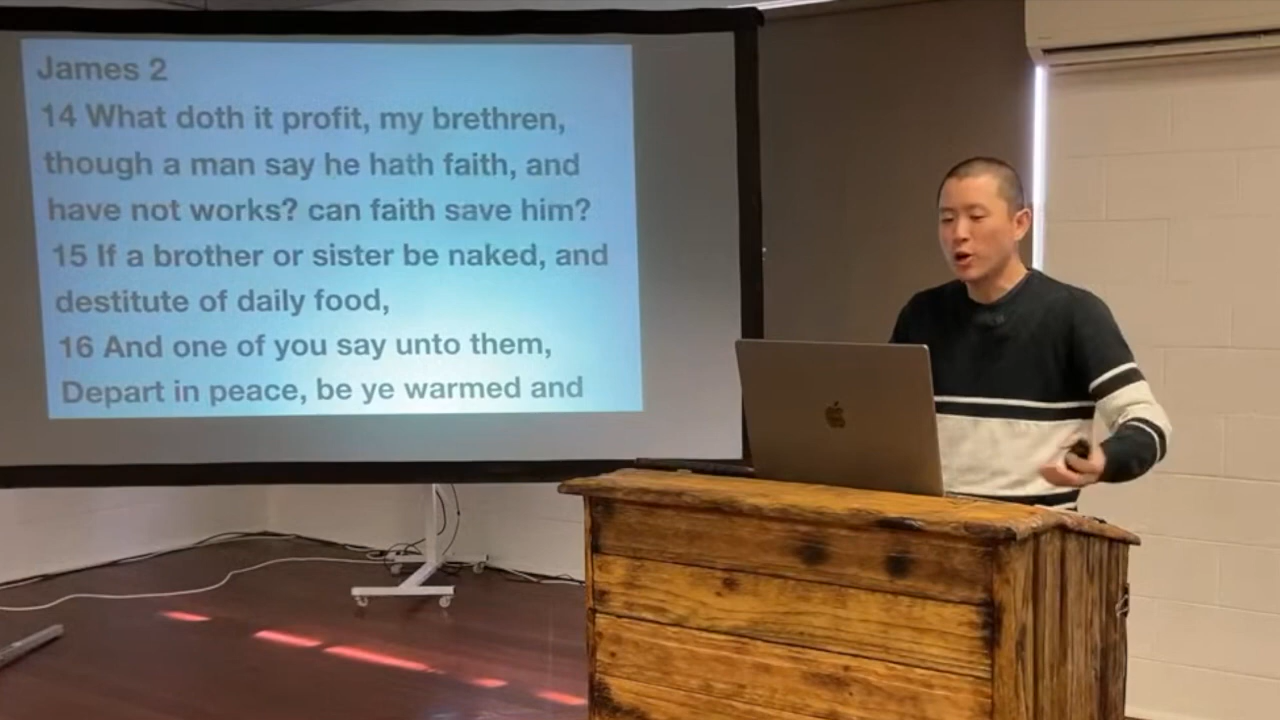 James 2
14 What doth it profit, my brethren,
though a man say he hath faith, and
have not works? can faith save him?
15 If a brother or sister be naked, and
destitute of daily food,
16 And one of you say unto them,
Depart in peace, be ye warmed and